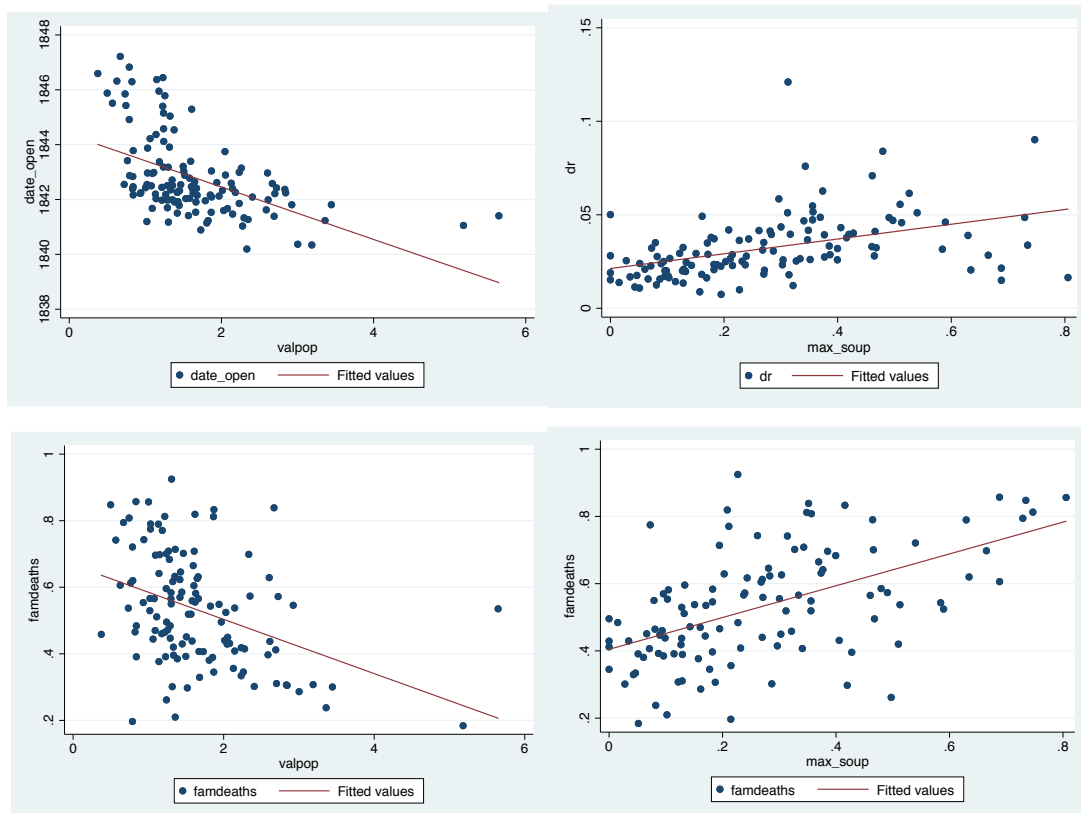 date_open
1848
1846
1844
1842
1840
1838
0 2 4 6
valpop
date_open Fitted values
dr
.15
.1
.05
0
0 .2 .4 .6 .8
max_soup
dr Fitted values
famdeaths
1
.8
.6
.4
.2
0 2 4 6
valpop
famdeaths Fitted values
famdeaths
1
.8
.6
.4
.2
0 .2 .4 .6 .8
max_soup
famdeaths Fitted values